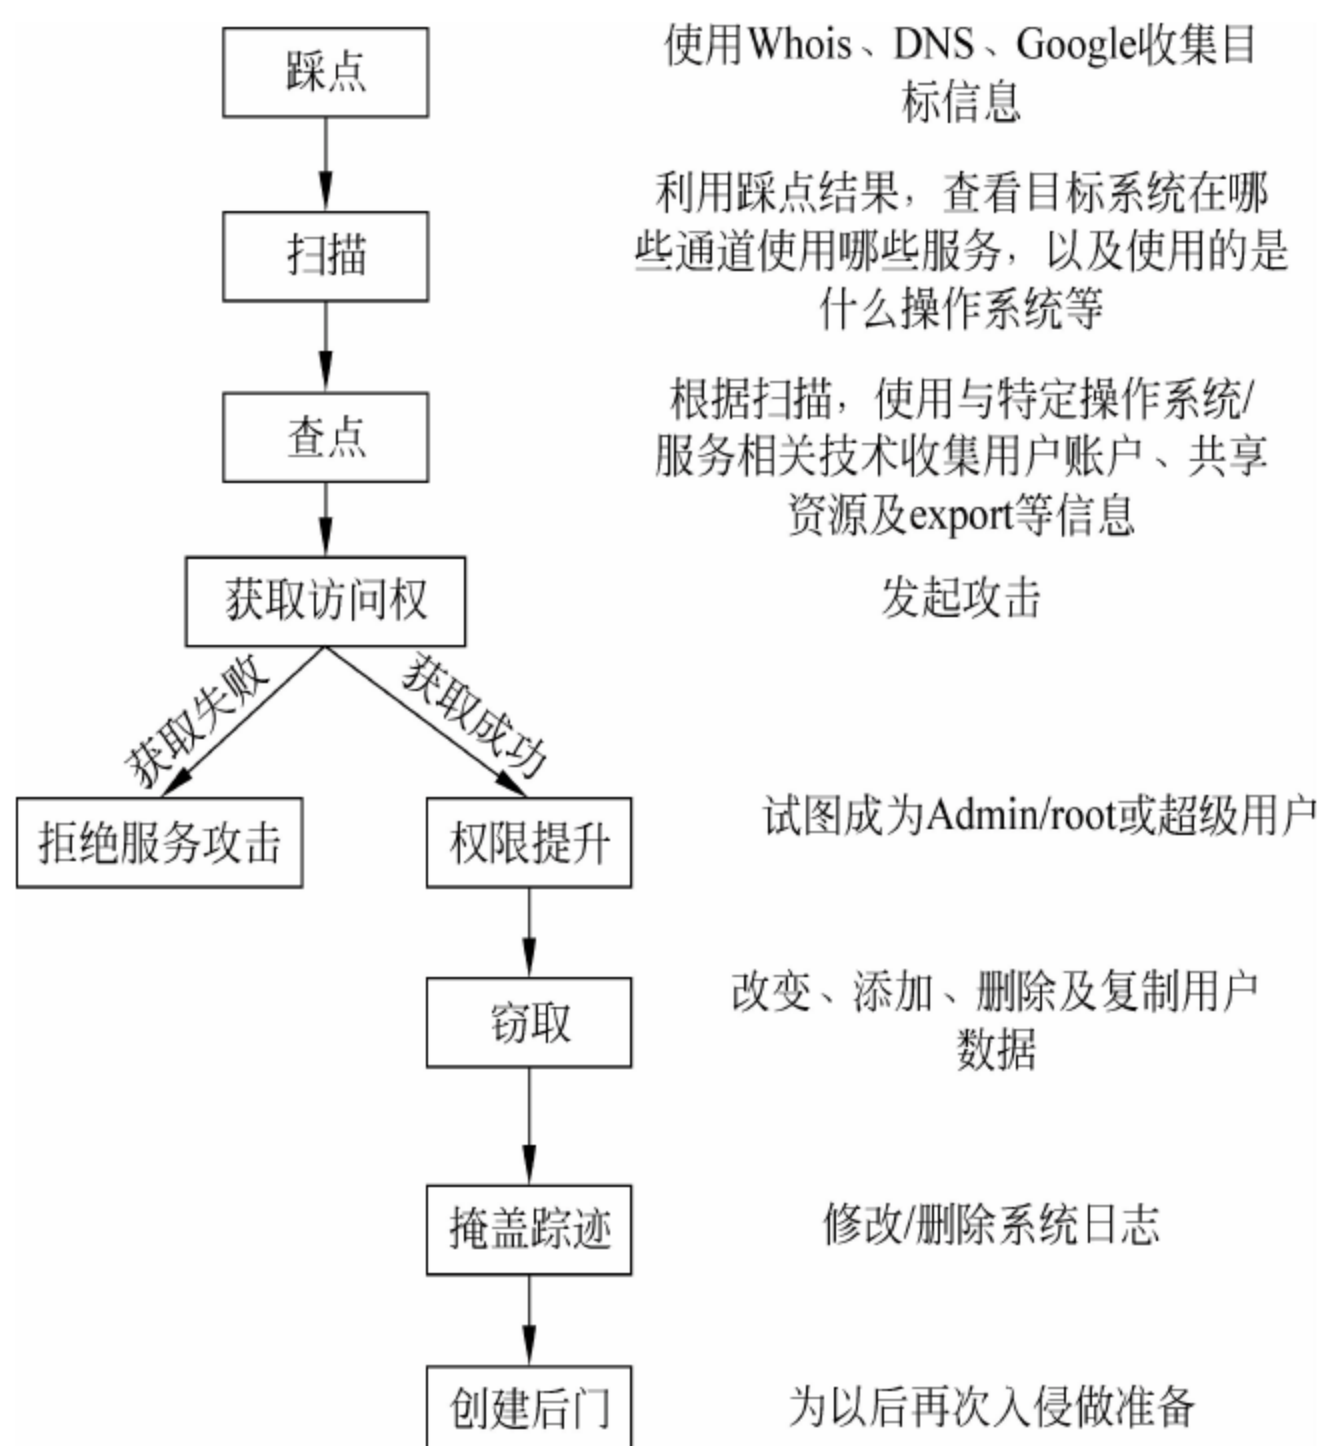 踩点
使用Whois、DNS、Google收集目
标信息
扫描
利用踩点结果，查看目标系统在哪
些通道使用哪些服务，以及使用的是
什么操作系统等
查点
根据扫描，使用与特定操作系统/
服务相关技术收集用户账户、共享
资源及export等信息
获取访问权
发起攻击
获取失败
获取成功
拒绝服务攻击
权限提升
试图成为Admin/root或超级用户
窃取
改变、添加、删除及复制用户
数据
掩盖踪迹
修改/删除系统日志
创建后门
为以后再次入侵做准备